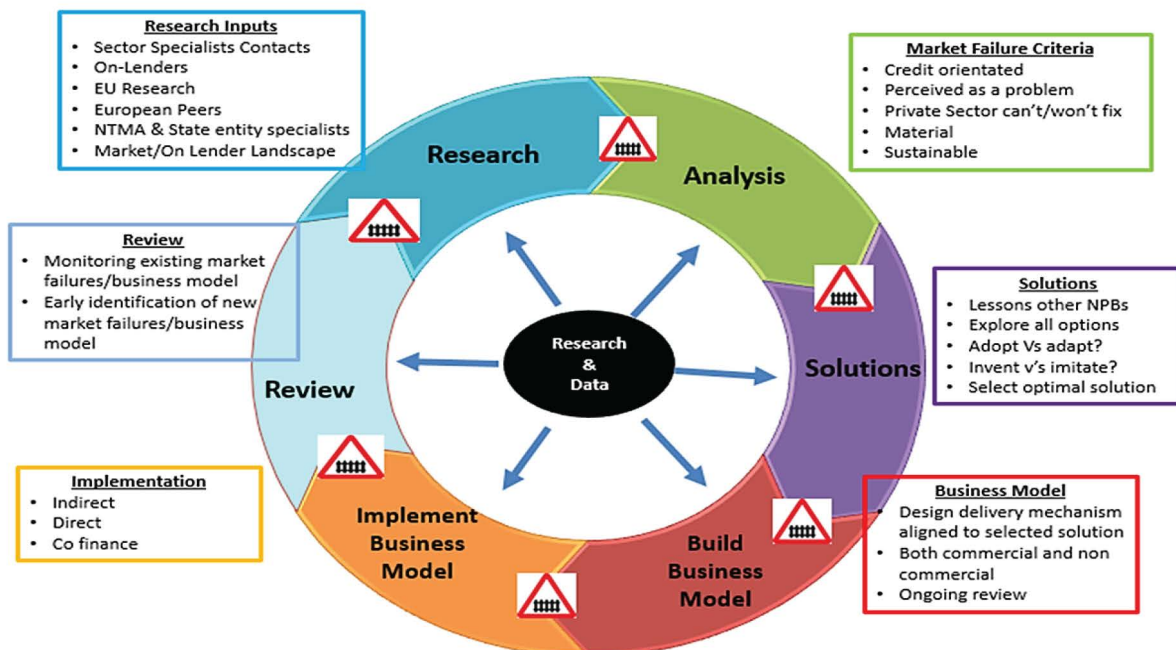 Research Inputs
• Sector Specialists Contacts
• On-Lenders
• EU Research
• European Peers
• NTMA & State entity specialists
• Market/On Lender Landscape
Market Failure Criteria
• Credit orientated
• Perceived as a problem
• Private Sector can't/won't fix
• Material
• Sustainable
Research
Analysis
Review
• Monitoring existing market
failures/business model
• Early identification of new
market failures/business
model
Solutions
• Lessons other NPBs
• Explore all options
• Adopt Vs adapt?
• Invent v's imitate?
• Select optimal solution
Research
&
Data
Review
Solutions
Implementation
• Indirect
• Direct
• Co finance
Business Model
• Design delivery mechanism
aligned to selected solution
• Both commercial and non
commercial
• Ongoing review
Implement
Business
Model
Build
Business
Model